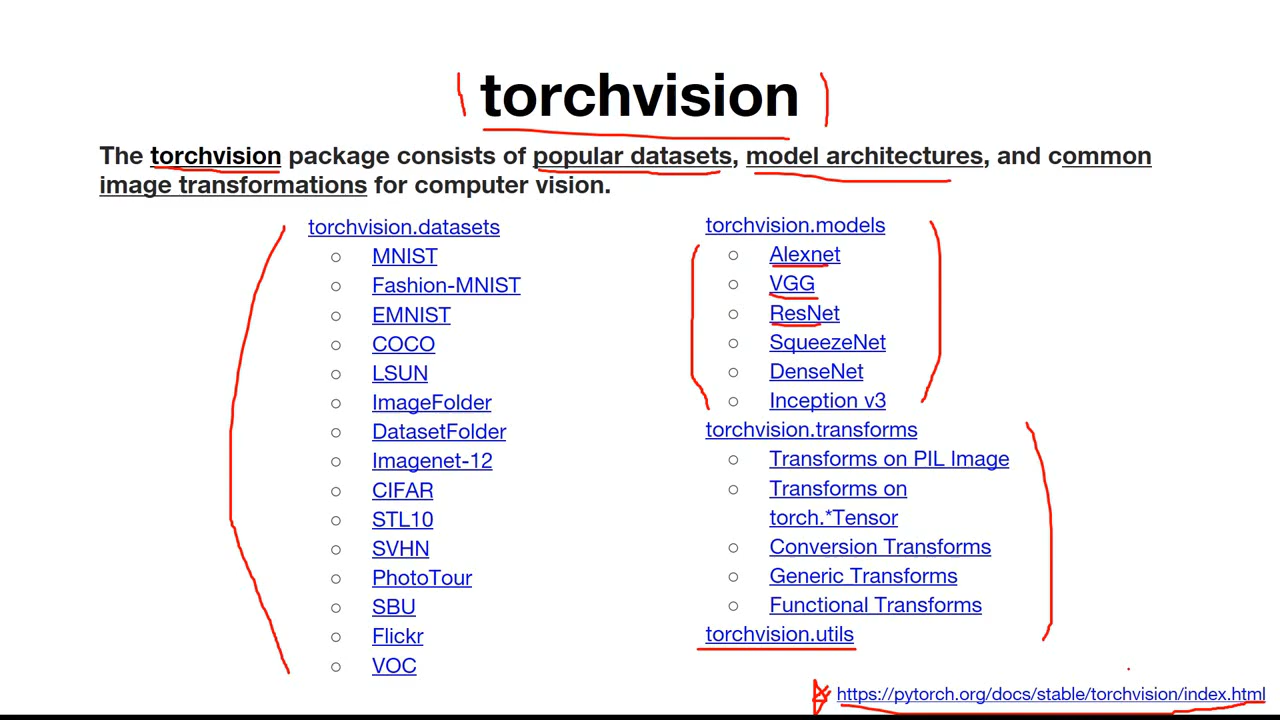 torchvision
The torchvision package consists of popular datasets, model architectures, and common
image transformations for computer vision.
torchvision.datasets
○ MNIST
○ Fashion-MNIST
○ EMNIST
○ COCO
○ LSUN
○ ImageFolder
○ DatasetFolder
○ Imagenet-12
○ CIFAR
○ STL10
○ SVHN
○ PhotoTour
○ SBU
○ Flickr
○ VOC
torchvision.models
○ Alexnet
○ VGG
○ ResNet
○ SqueezeNet
○ DenseNet
○ Inception v3
torchvision.transforms
○ Transforms on PIL Image
○ Transforms on
torch.*Tensor
○ Conversion Transforms
○ Generic Transforms
○ Functional Transforms
torchvision.utils
https://pytorch.org/docs/stable/torchvision/index.html